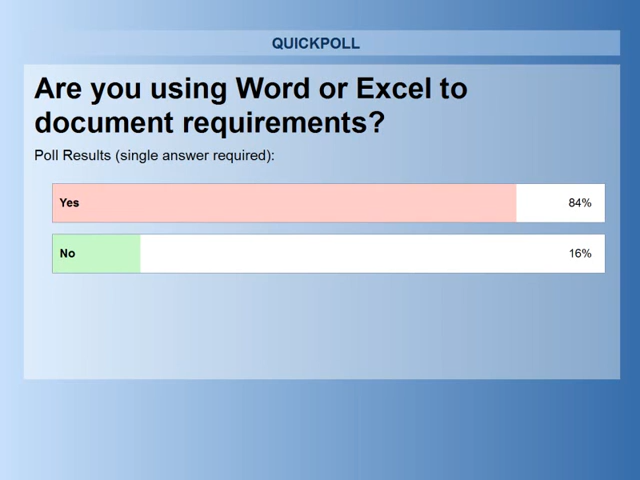 QUICKPOLL
Are you using Word or Excel to
document requirements?
Poll Results (single answer required):
Yes 84%
No 16%